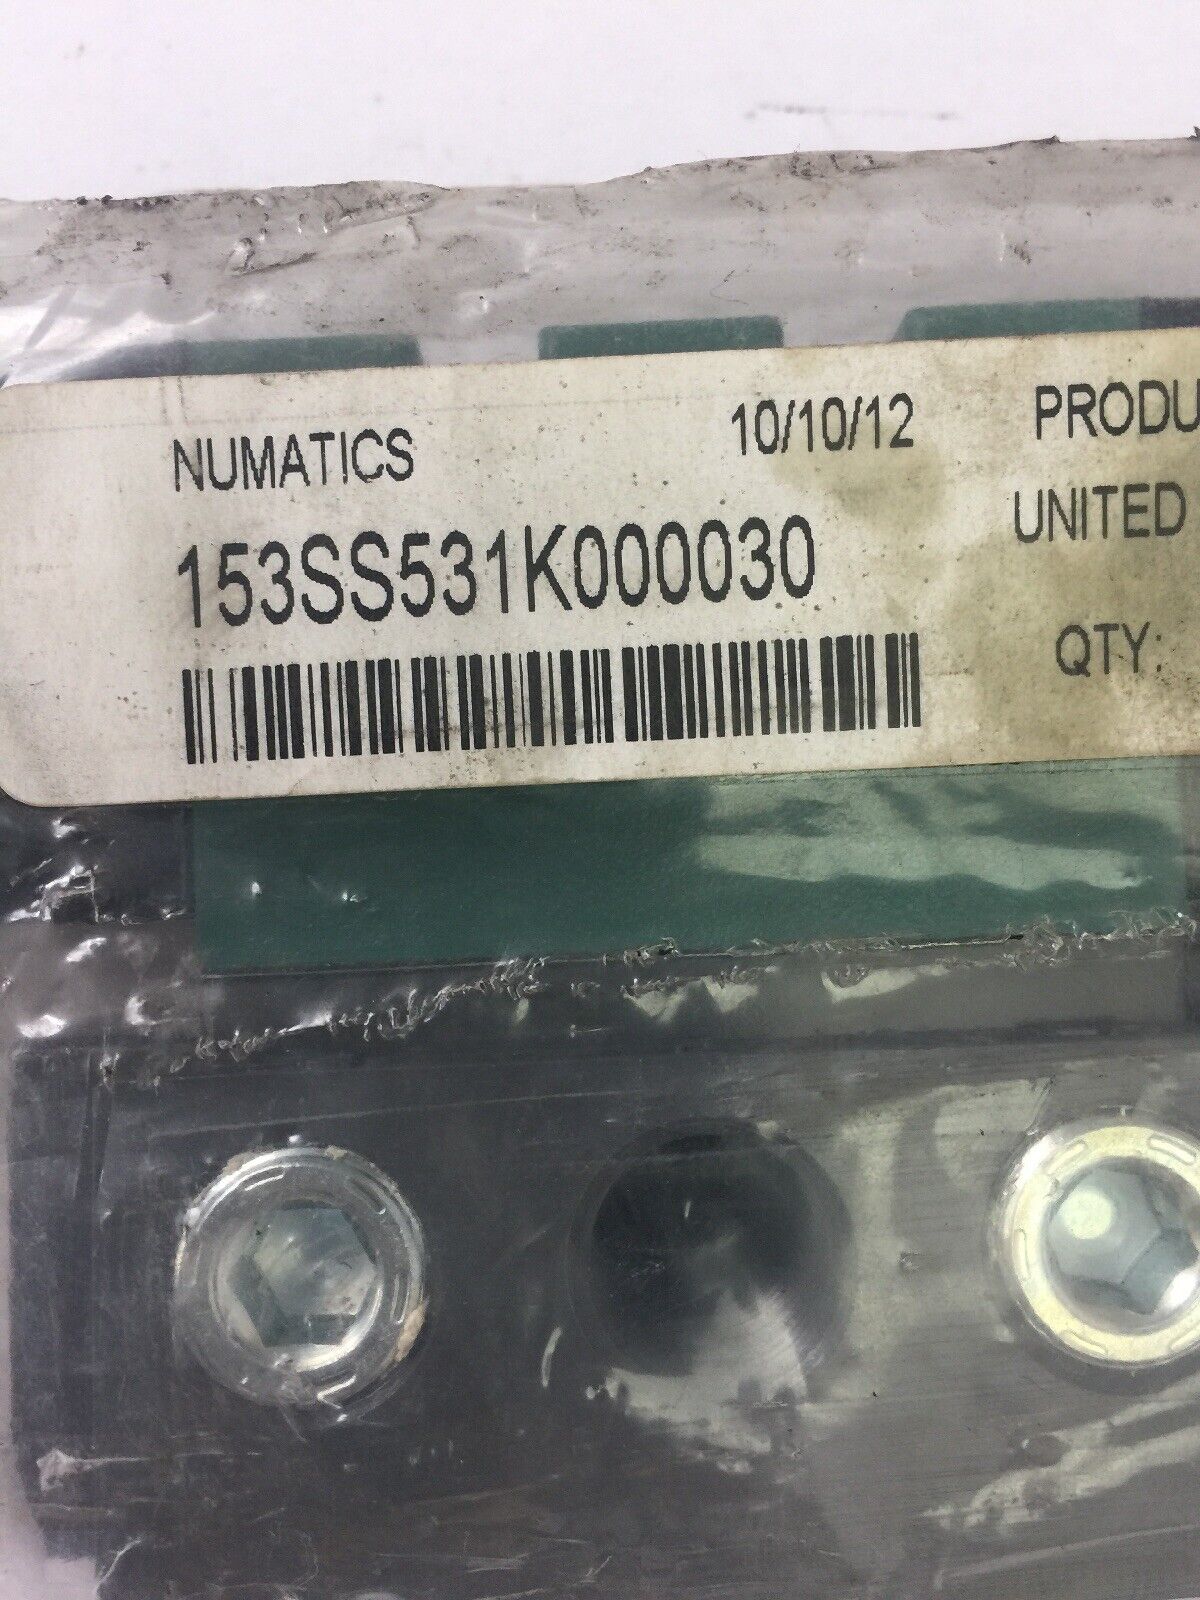 NUMATICS 10/10/12
153SS531K000030
PRODU
UNITED
QTY: